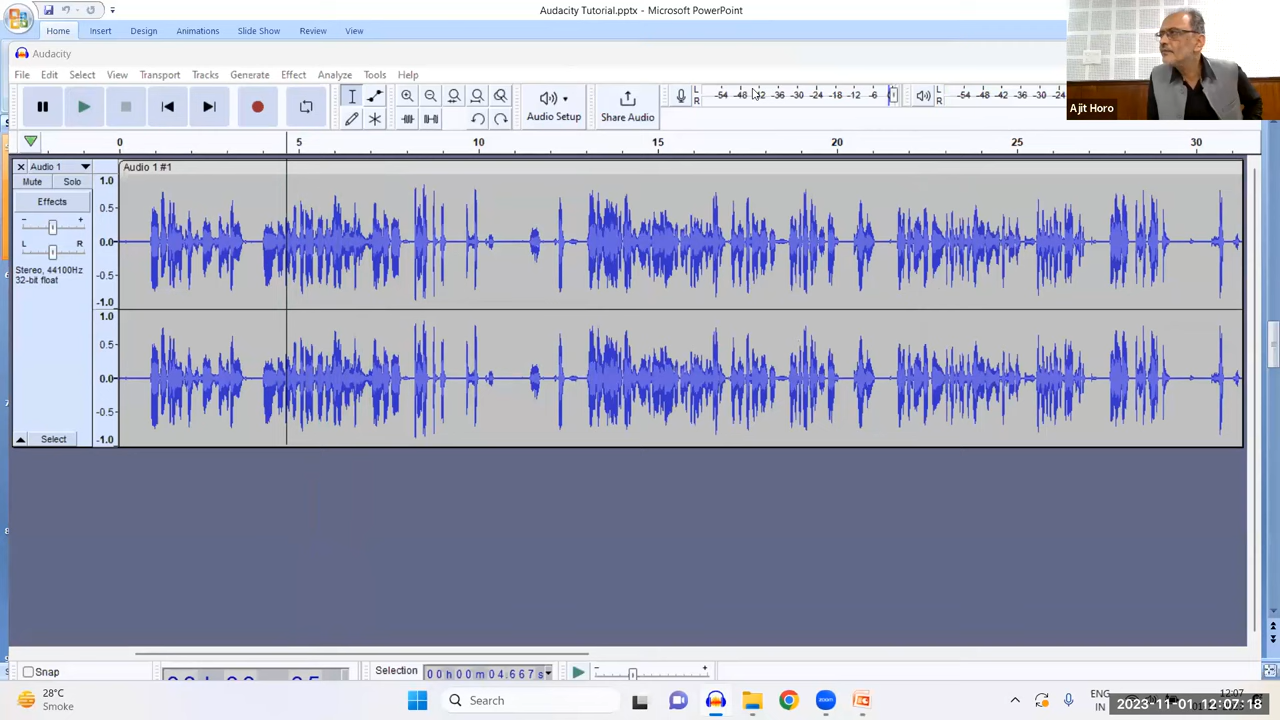 Audacity Tutorial.pptx - Microsoft PowerPoint
Home Insert Design Animations Slide Show Review View
Audacity
File Edit Select View Transport Tracks Generate Effect Analyze Tools Help
Audio Setup
Share Audio
L
R
-54 -48 -42 -36 -30 -24 -18 -12 -6
L
R
-54 -48 -42 -36 -30 -24
Ajit Horo
0 5 10 15 20 25 30
Audio 1
Audio 1 #1
Mute Solo
Effects
- +
L R
Stereo, 44100Hz
32-bit float
Select
1.0
0.5
0.0
-0.5
-1.0
1.0
0.5
0.0
-0.5
-1.0
Snap
Selection
00h00m04.667s
28°C
Smoke
Search
ENG
IN
12:07
2023-11-01 12:07:18